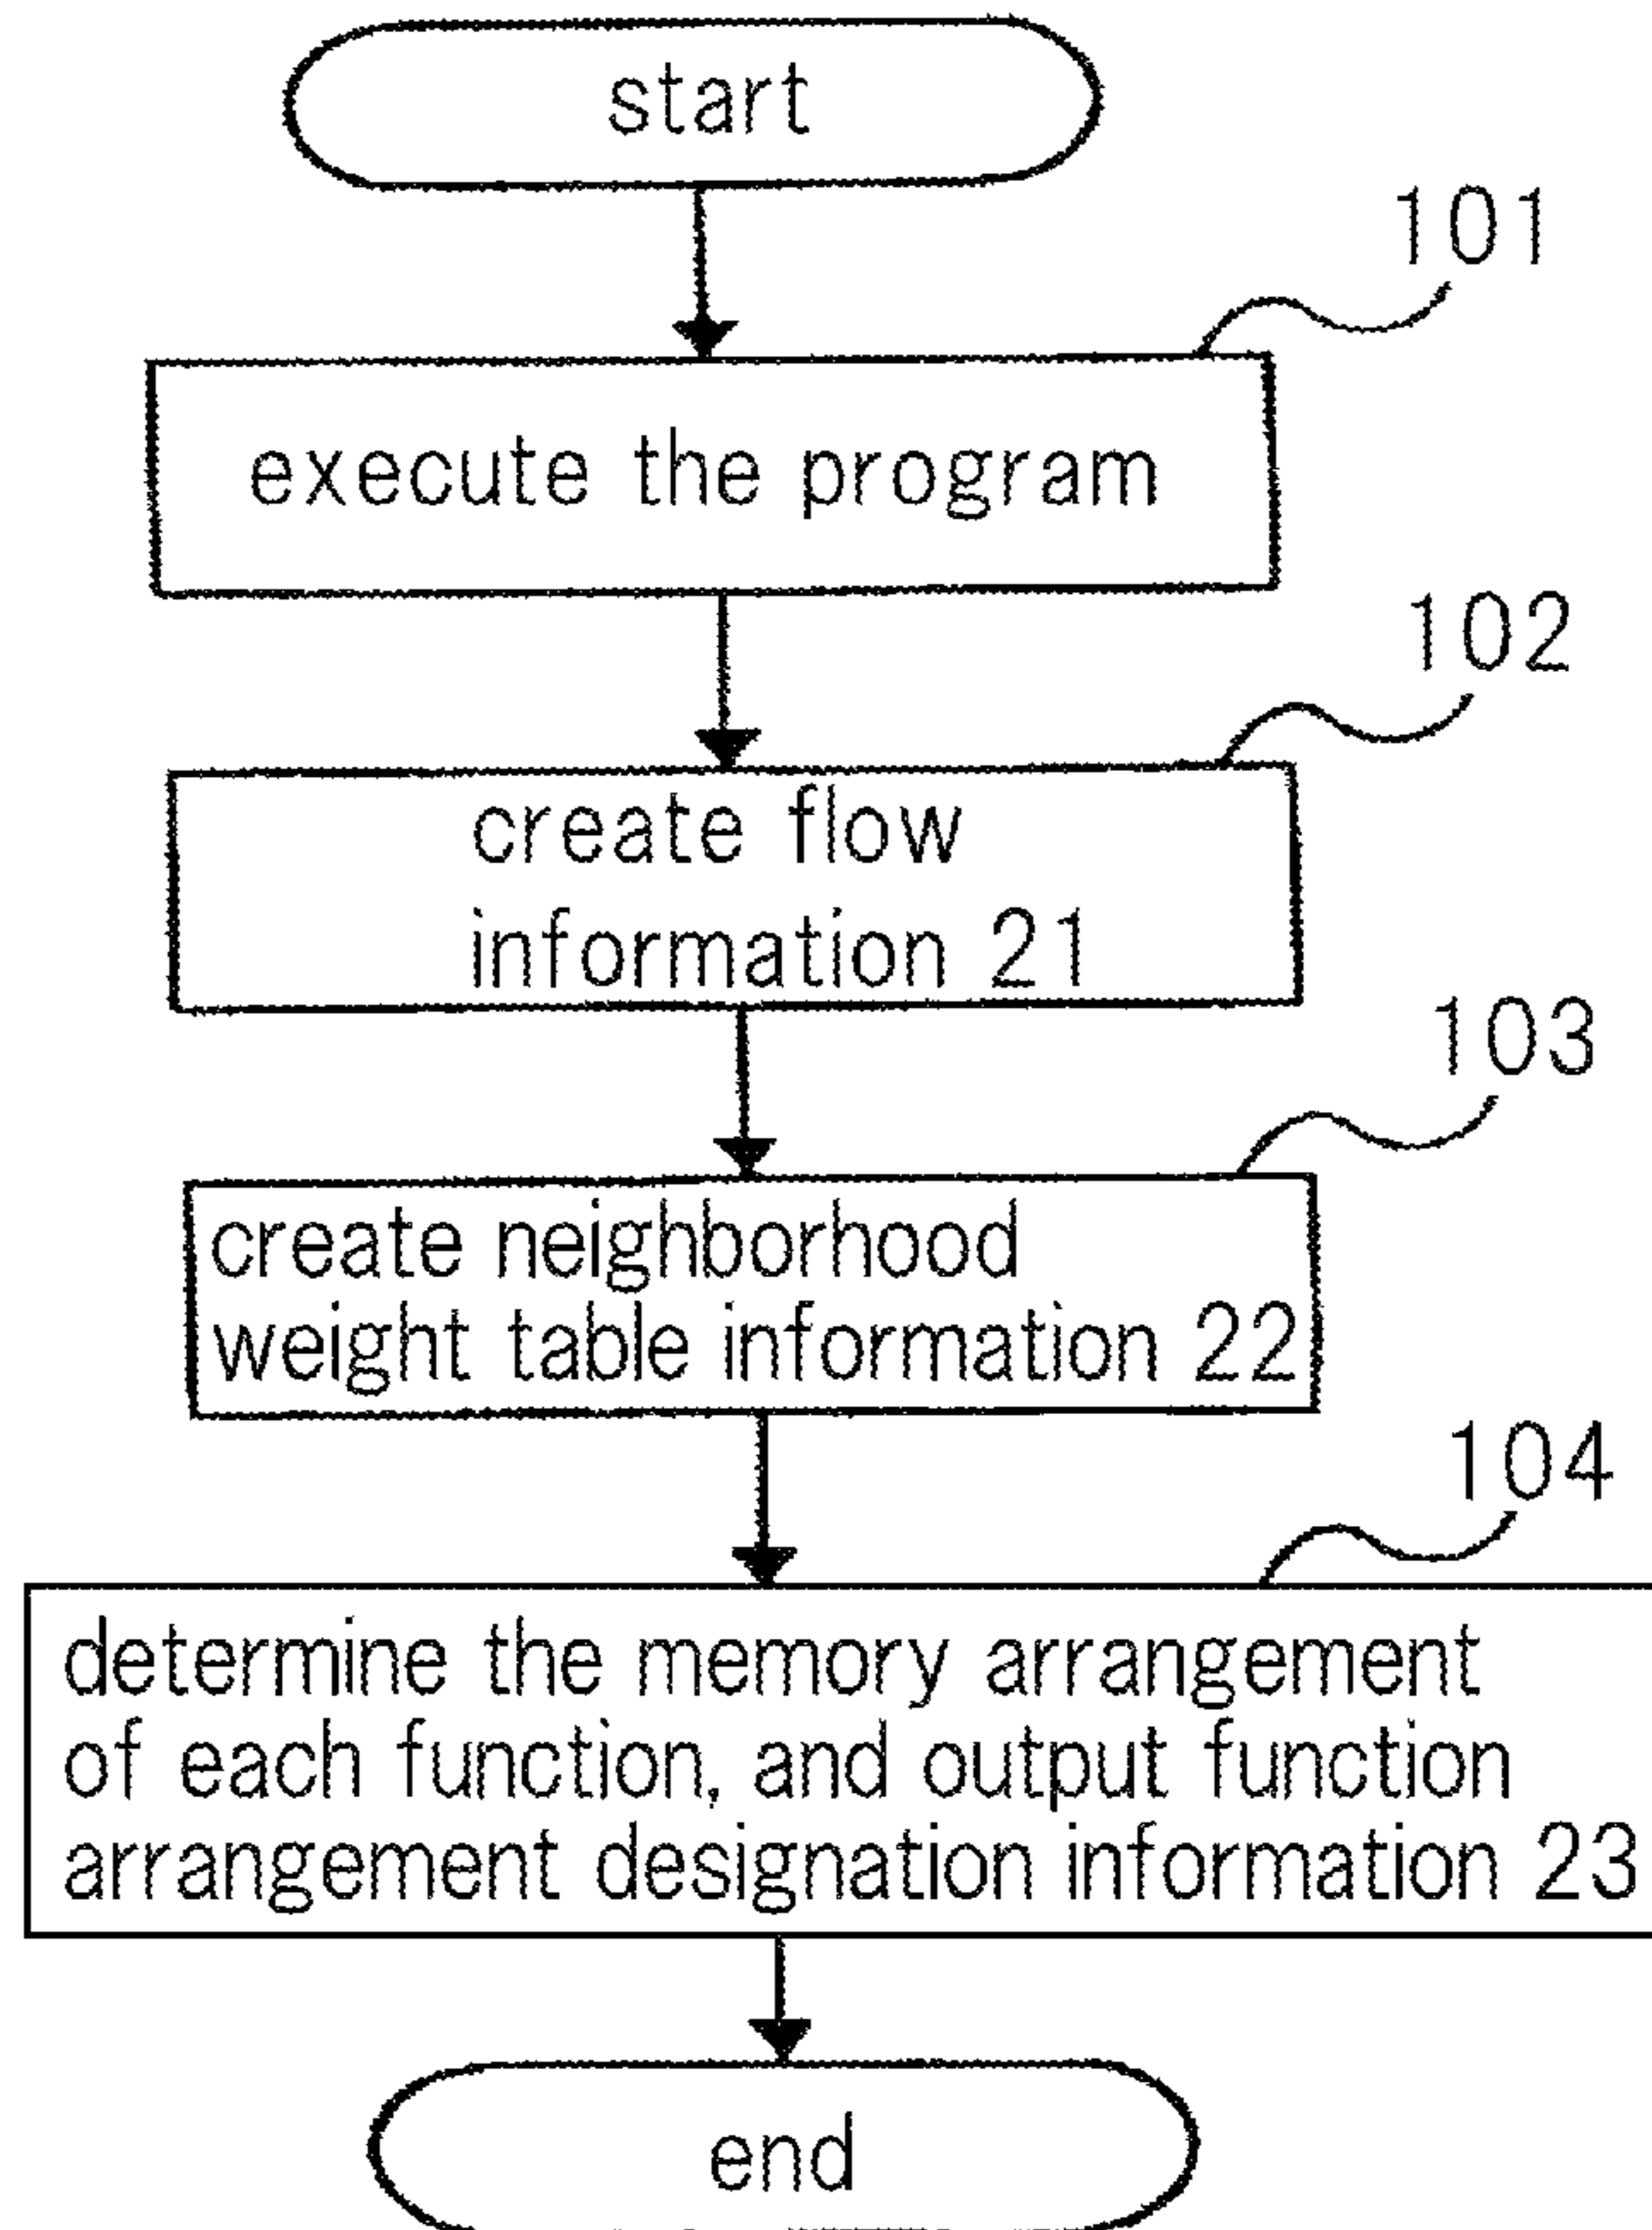 start
101
execute the program
102
create flow
information 21
103
create neighborhood
weight table information 22
104
determine the memory arrangement
of each function, and output function
arrangement designation information 23
end